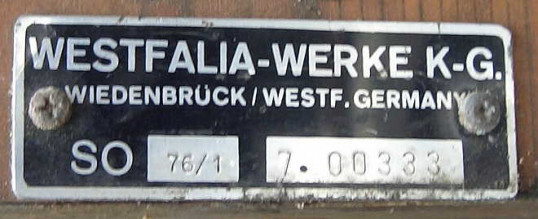 WESTFALIA-WERKE K-G.
WIEDENBRÜCK/WESTF. GERMANY
SO 76/1 7.00333